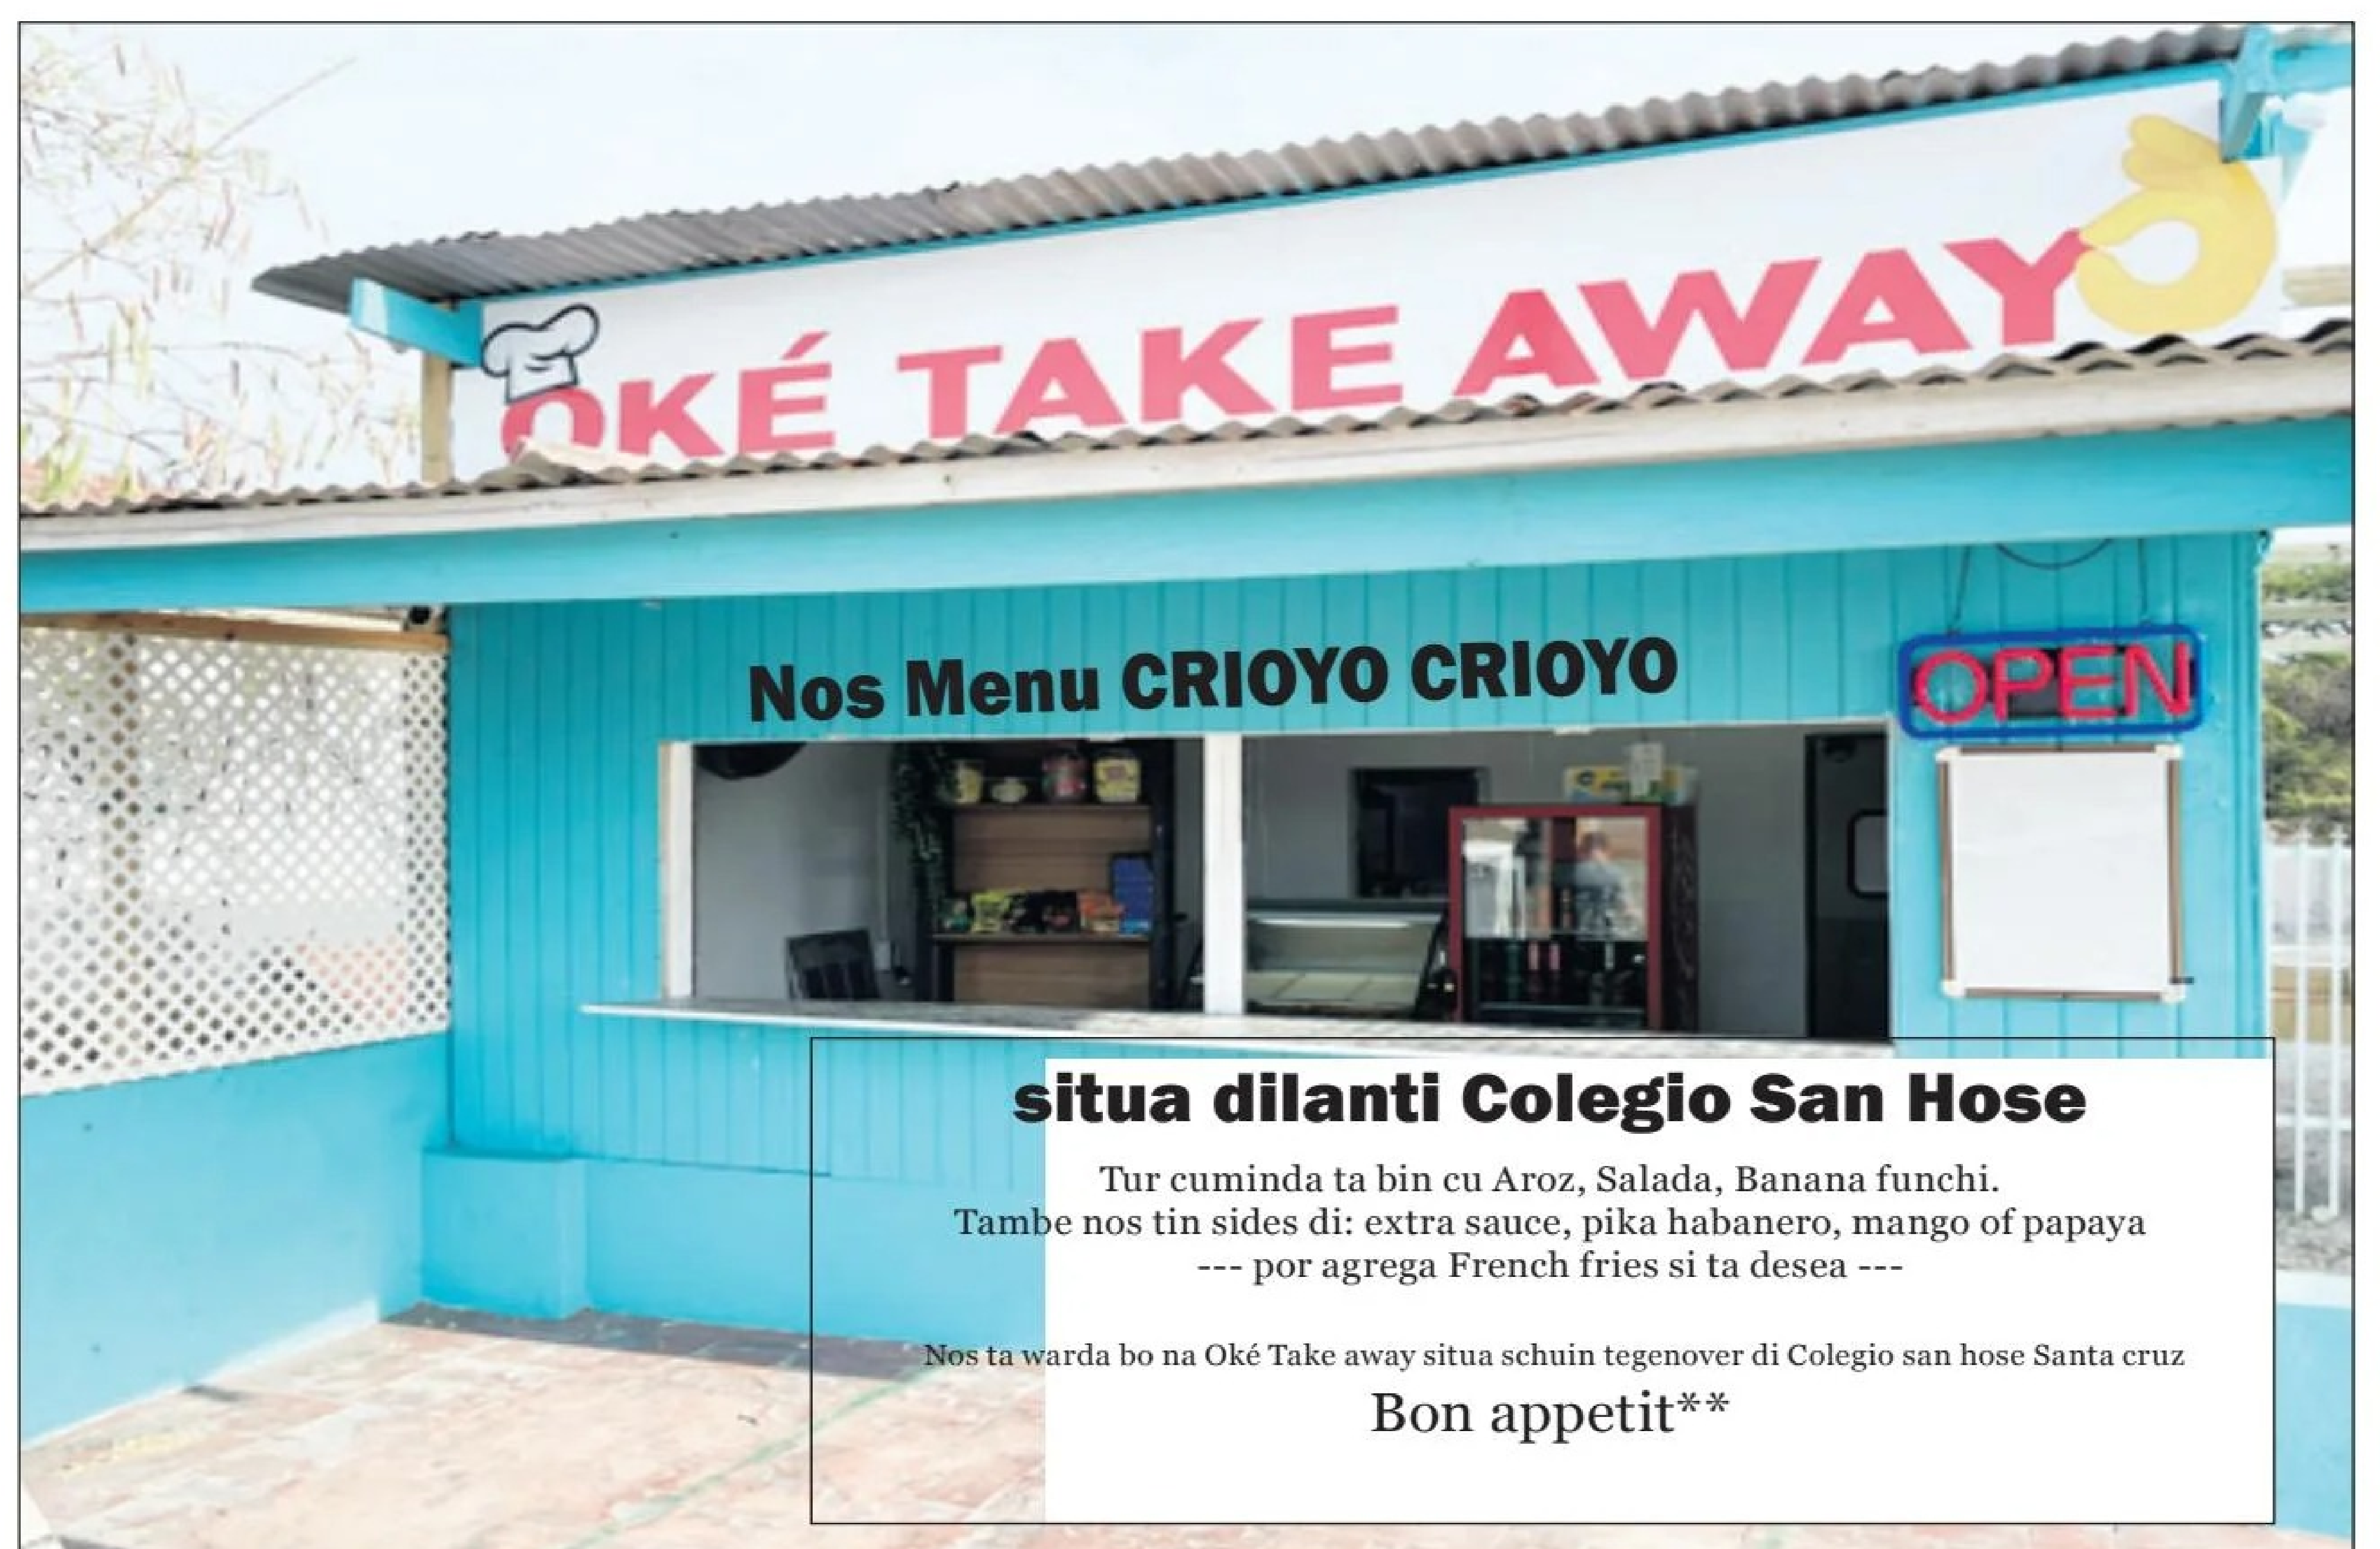 OKÉ TAKE AWAY
Nos Menu CRIOYO CRIOYO
OPEN
situa dilanti Colegio San Hose
Tur cuminda ta bin cu Aroz, Salada, Banana funchi.
Tambe nos tin sides di: extra sauce, pika habanero, mango of papaya
--- por agrega French fries si ta desea ---
Nos ta warda bo na Oké Take away situa schuin tegenover di Colegio san hose Santa cruz
Bon appetit**